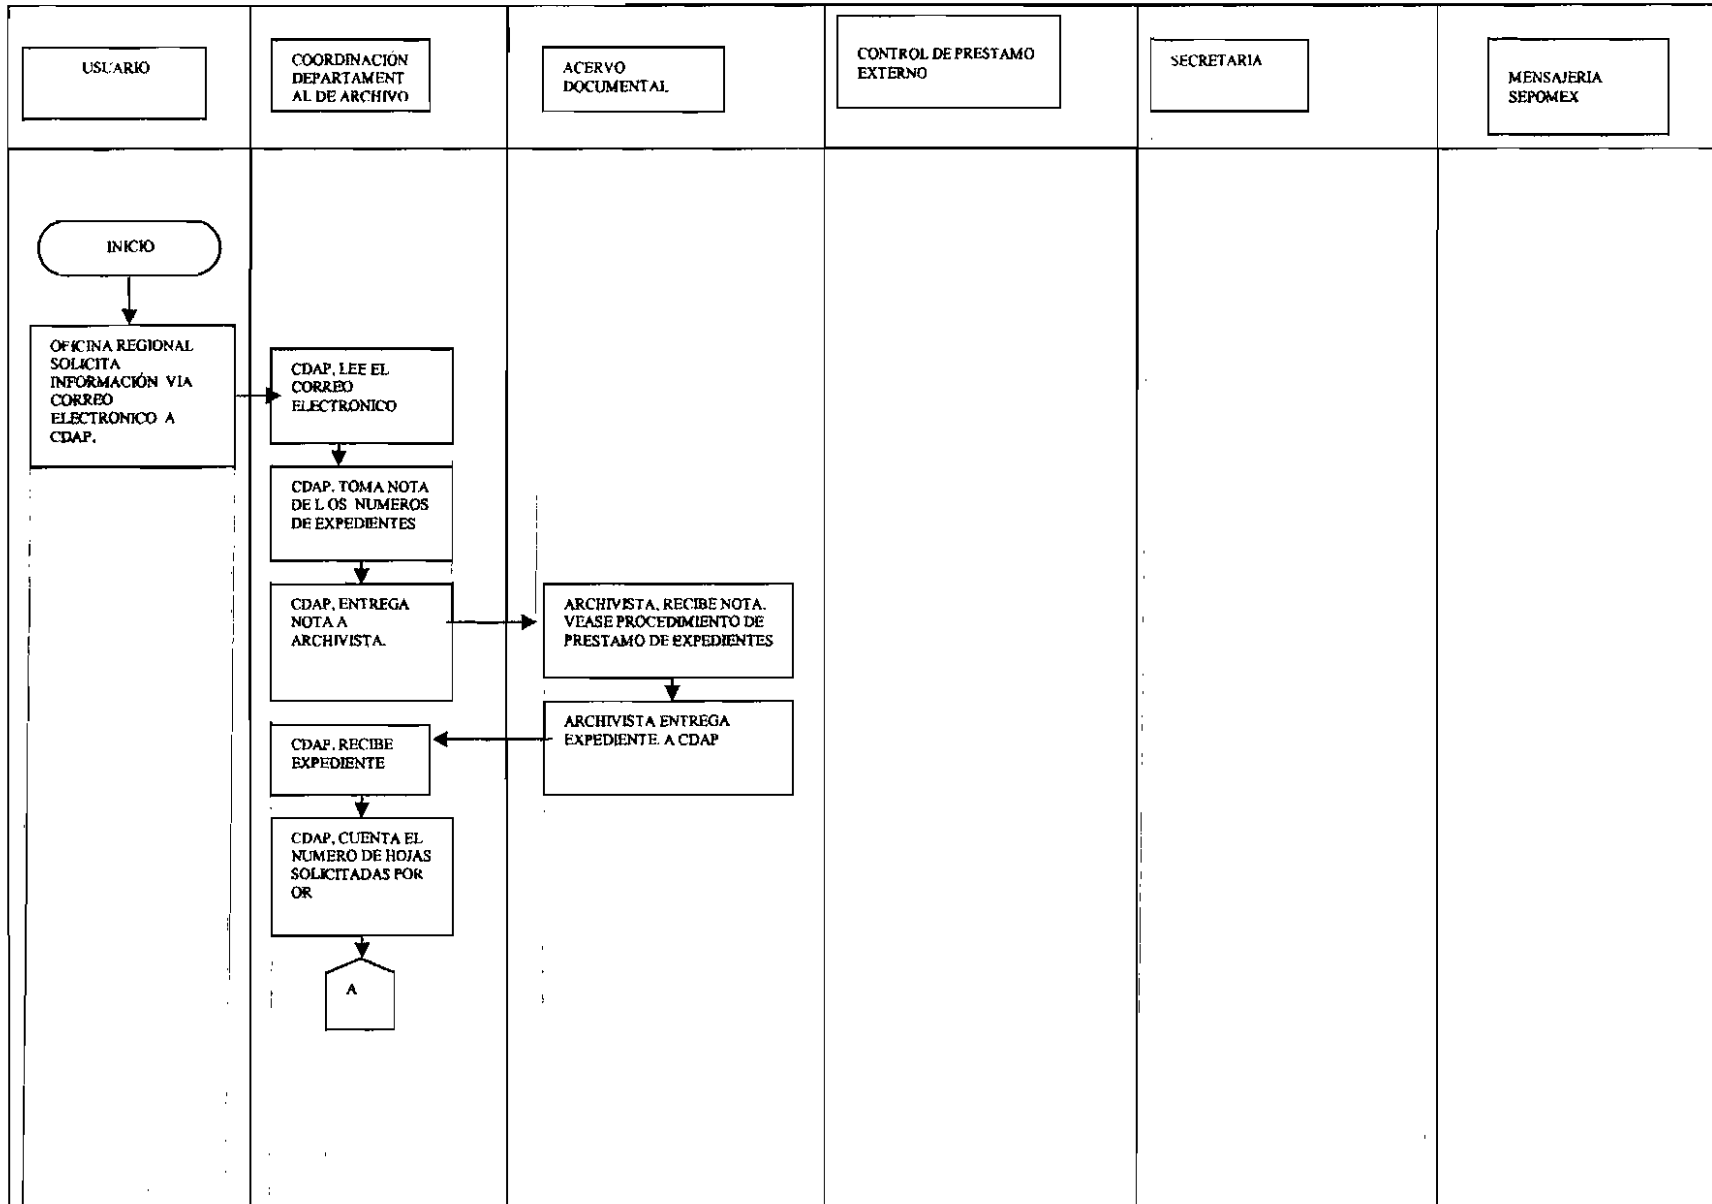 USUARIO
COORDINACIÓN
DEPARTAMENT
AL DE ARCHIVO
ACERVO
DOCUMENTAL
CONTROL DE PRESTAMO
EXTERNO
SECRETARIA
MENSAJERIA
SEPOMEX
INICIO
OFICINA REGIONAL
SOLICITA
INFORMACIÓN VIA
CORREO
ELECTRONICO A
CDAP.
CDAP, LEE EL
CORREO
ELECTRONICO
CDAP. TOMA NOTA
DE L OS NUMEROS
DE EXPEDIENTES
CDAP, ENTREGA
NOTA A
ARCHIVISTA.
ARCHIVISTA, RECIBE NOTA.
VEASE PROCEDIMIENTO DE
PRESTAMO DE EXPEDIENTES
ARCHIVISTA ENTREGA
EXPEDIENTE. A CDAP
CDAP, RECIBE
EXPEDIENTE
CDAP, CUENTA EL
NUMERO DE HOJAS
SOLICITADAS POR
OR
A